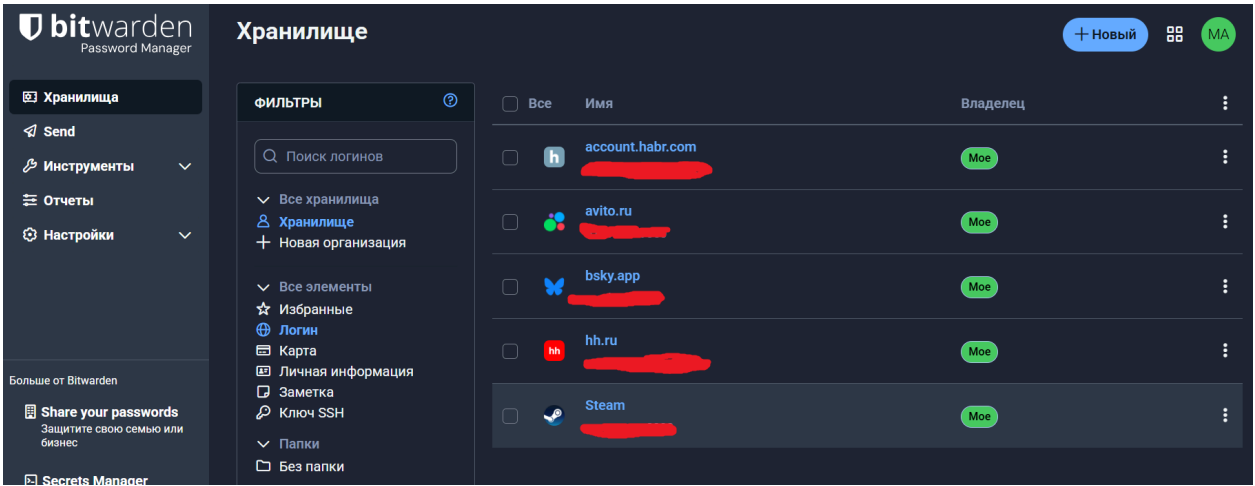 bitwarden
Password Manager
Хранилища
Send
Инструменты
Отчеты
Настройки
Больше от Bitwarden
Share your passwords
Защитите свою семью или
бизнес
Secrets Manager
Хранилище
Новый
MA
ФИЛЬТРЫ
Поиск логинов
Все хранилища
Хранилище
Новая организация
Все элементы
Избранные
Логин
Карта
Личная информация
Заметка
Ключ SSH
Папки
Без папки
Все Имя Владелец
h account.habr.com Мое
avito.ru Мое
bsky.app Мое
hh hh.ru Мое
Steam Мое